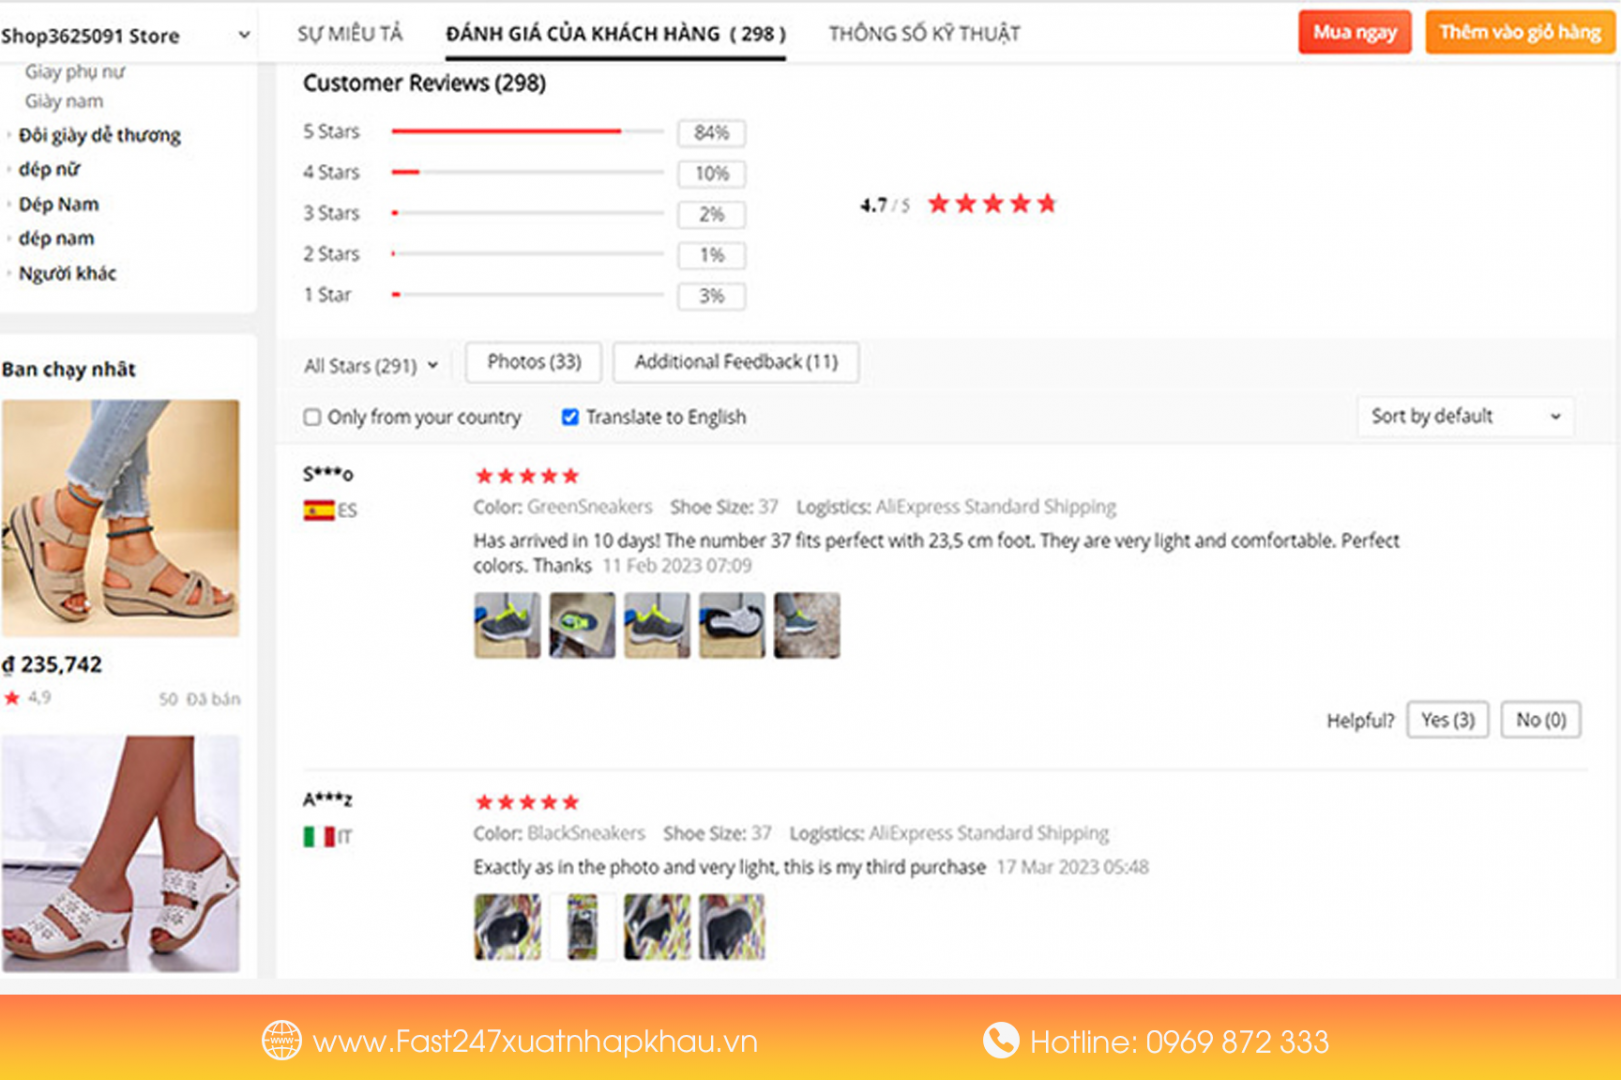 Shop3625091 Store
SỰ MIÊU TẢ
ĐÁNH GIÁ CỦA KHÁCH HÀNG ( 298 )
THÔNG SỐ KỸ THUẬT
Mua ngay
Thêm vào giỏ hàng
Giày phụ nữ
Giày nam
Đôi giày dễ thương
dép nữ
Dép Nam
dép nam
Người khác
Customer Reviews (298)
5 Stars 84%
4 Stars 10%
3 Stars 2%
2 Stars 1%
1 Star 3%
4.7 / 5
All Stars (291)
Photos (33)
Additional Feedback (11)
Only from your country
Translate to English
Sort by default
Ban chạy nhât
₫ 235,742
4,9
50 Đã bán
S***o
ES
Color: GreenSneakers Shoe Size: 37 Logistics: AliExpress Standard Shipping
Has arrived in 10 days! The number 37 fits perfect with 23,5 cm foot. They are very light and comfortable. Perfect
colors. Thanks 11 Feb 2023 07:09
Helpful?
Yes (3)
No (0)
A***z
IT
Color: BlackSneakers Shoe Size: 37 Logistics: AliExpress Standard Shipping
Exactly as in the photo and very light, this is my third purchase 17 Mar 2023 05:48
www
www.Fast247xuatnhapkhau.vn
Hotline: 0969 872 333